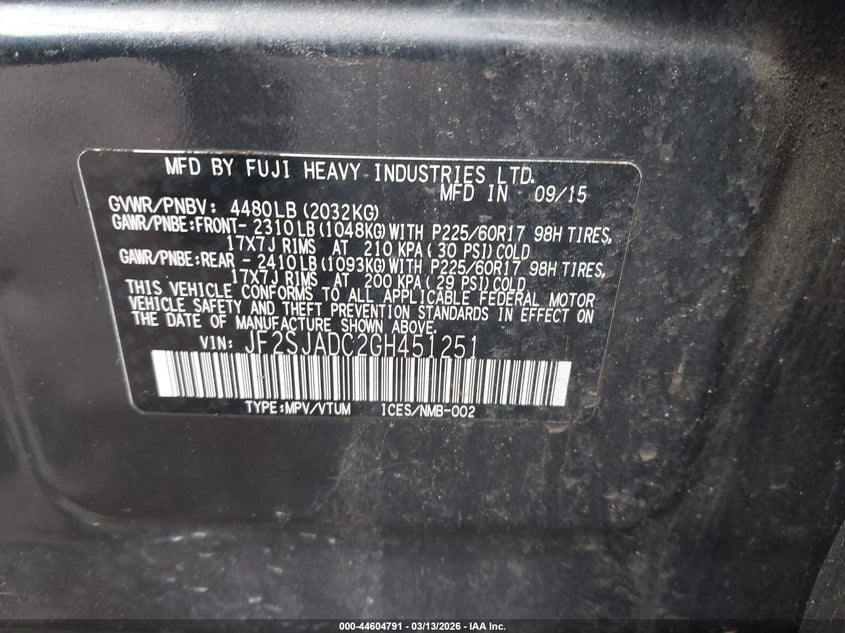 MFD BY FUJI HEAVY INDUSTRIES LTD.
MFD IN 09/15
GVWR/PNBV: 4480LB (2032KG)
GAWR/PNBE:FRONT- 2310LB (1048KG) WITH P225/60R17 98H TIRES,
17X7J RIMS AT 210 KPA (30 PSI) COLD
GAWR/PNBE:REAR - 2410LB (1093KG) WITH P225/60R17 98H TIRES,
17X7J RIMS AT 200 KPA (29 PSI) COLD
THIS VEHICLE CONFORMS TO ALL APPLICABLE FEDERAL MOTOR
VEHICLE SAFETY AND THEFT PREVENTION STANDARDS IN EFFECT ON
THE DATE OF MANUFACTURE SHOWN ABOVE.
VIN: JF2SJADC2GH451251
TYPE:MPV/VTUM ICES/NMB-002
000-44604791 - 03/13/2026 - IAA Inc.